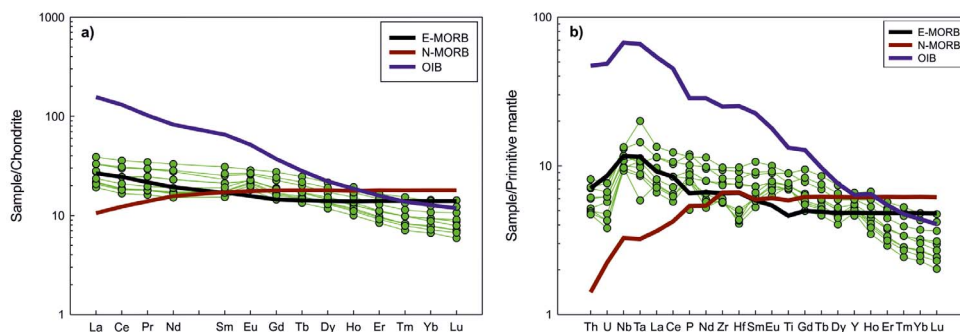 a)
E-MORB
N-MORB
OIB
Sample/Chondrite
1000
100
10
1
La Ce Pr Nd Sm Eu Gd Tb Dy Ho Er Tm Yb Lu
b)
E-MORB
N-MORB
OIB
Sample/Primitive mantle
100
10
1
Th U Nb Ta La Ce P Nd Zr Hf Sm Eu Ti Gd Tb Dy Y Ho Er Tm Yb Lu